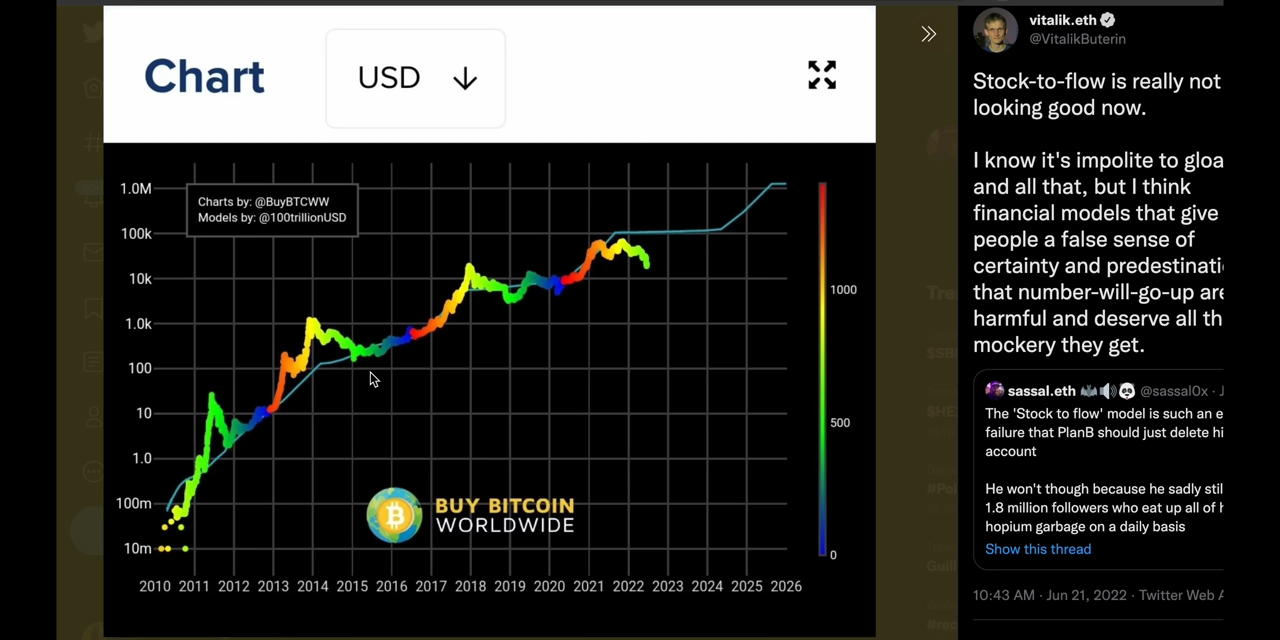 Chart
USD
Charts by: @BuyBTCWW
Models by: @100trillionUSD
1.0M
100k
10k
1.0k
100
10
1.0
100m
10m
2010 2011 2012 2013 2014 2015 2016 2017 2018 2019 2020 2021 2022 2023 2024 2025 2026
1000
500
0
BUY BITCOIN
WORLDWIDE
vitalik.eth
@VitalikButerin
Stock-to-flow is really not
looking good now.
I know it's impolite to gloa
and all that, but I think
financial models that give
people a false sense of
certainty and predestinati
that number-will-go-up are
harmful and deserve all th
mockery they get.
sassal.eth @sassal0x · J
The 'Stock to flow' model is such an e
failure that PlanB should just delete hi
account
He won't though because he sadly stil
1.8 million followers who eat up all of h
hopium garbage on a daily basis
Show this thread
10:43 AM · Jun 21, 2022 · Twitter Web A